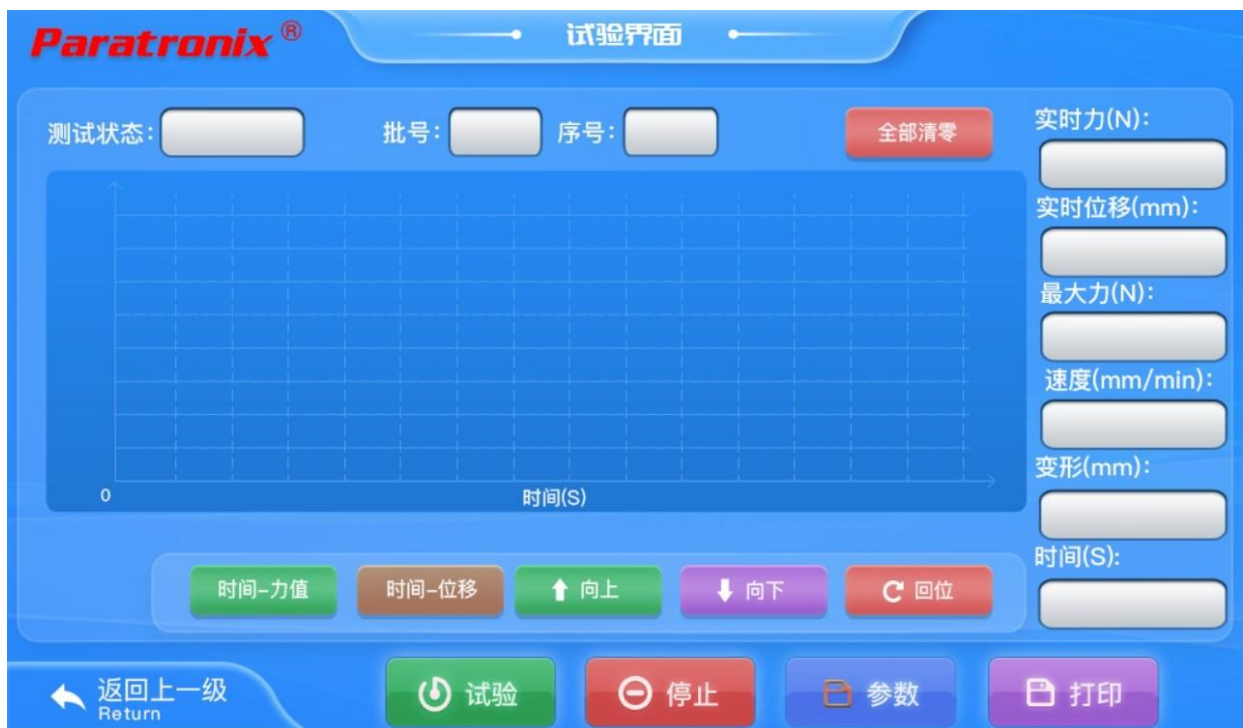 Paratronix®
试验界面
测试状态:
批号:
序号:
全部清零
实时力(N):
实时位移(mm):
最大力(N):
速度(mm/min):
变形(mm):
时间(S):
0
时间(S)
时间-力值
时间-位移
向上
向下
回位
返回上一级
Return
试验
停止
参数
打印